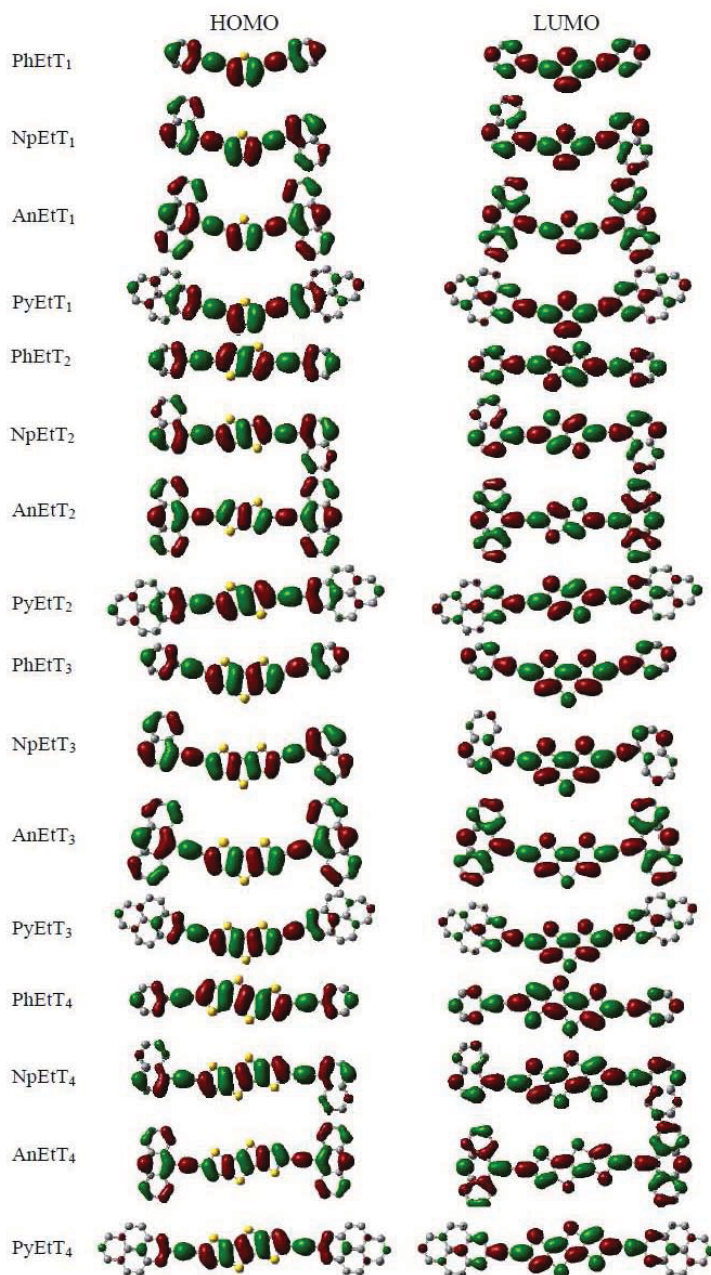 HOMO LUMO
PhEtT₁
NpEtT₁
AnEtT₁
PyEtT₁
PhEtT₂
NpEtT₂
AnEtT₂
PyEtT₂
PhEtT₃
NpEtT₃
AnEtT₃
PyEtT₃
PhEtT₄
NpEtT₄
AnEtT₄
PyEtT₄